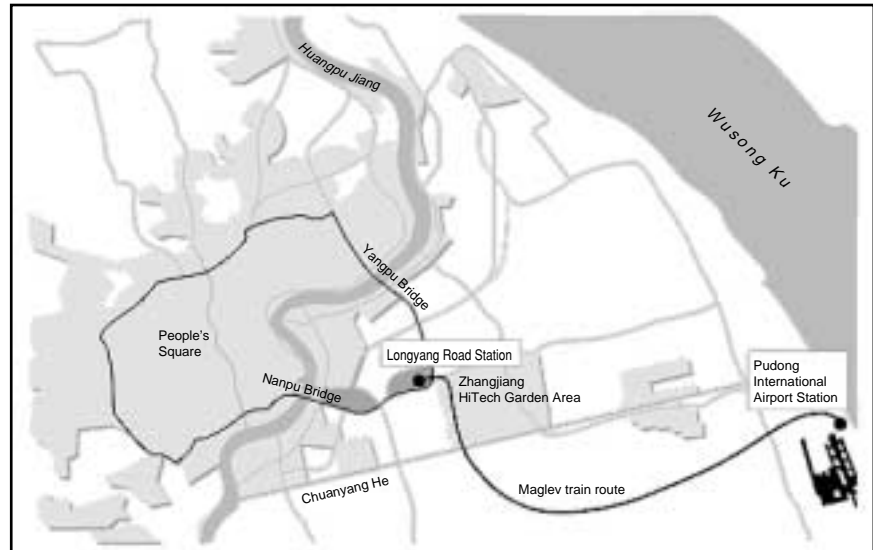 Huangpu Jiang
Wusong Ku
Yangpu Bridge
People's
Square
Longyang Road Station
Nanpu Bridge
Zhangjiang
HiTech Garden Area
Pudong
International
Airport Station
Chuanyang He
Maglev train route